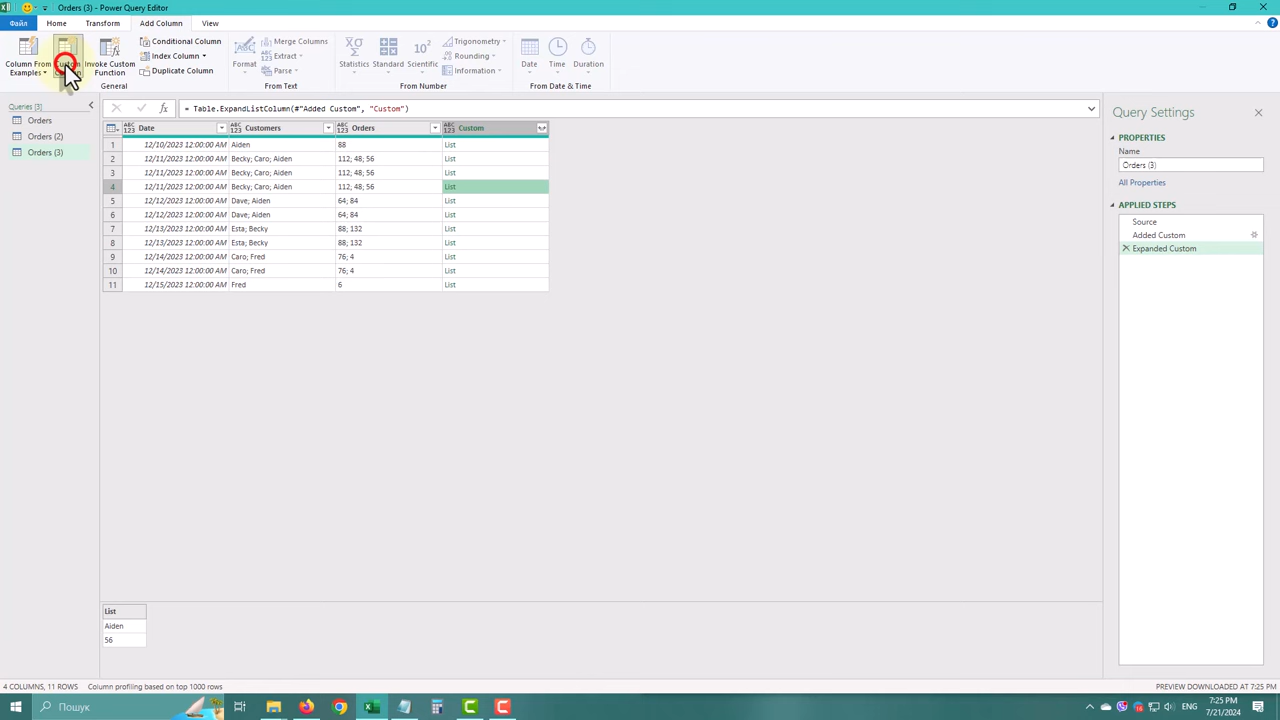 Orders (3) - Power Query Editor
Файл Home Transform Add Column View
Column From Examples
Custom
Invoke Custom Function
Conditional Column
Index Column
Duplicate Column
General
Format
Merge Columns
Extract
Parse
From Text
Statistics
Standard
Scientific
Trigonometry
Rounding
Information
From Number
Date
Time
Duration
From Date & Time
Queries [3]
Orders
Orders (2)
Orders (3)
= Table.ExpandListColumn(#"Added Custom", "Custom")
Date Customers Orders Custom
1 12/10/2023 12:00:00 AM Aiden 88 List
2 12/11/2023 12:00:00 AM Becky; Caro; Aiden 112; 48; 56 List
3 12/11/2023 12:00:00 AM Becky; Caro; Aiden 112; 48; 56 List
4 12/11/2023 12:00:00 AM Becky; Caro; Aiden 112; 48; 56 List
5 12/12/2023 12:00:00 AM Dave; Aiden 64; 84 List
6 12/12/2023 12:00:00 AM Dave; Aiden 64; 84 List
7 12/13/2023 12:00:00 AM Esta; Becky 88; 132 List
8 12/13/2023 12:00:00 AM Esta; Becky 88; 132 List
9 12/14/2023 12:00:00 AM Caro; Fred 76; 4 List
10 12/14/2023 12:00:00 AM Caro; Fred 76; 4 List
11 12/15/2023 12:00:00 AM Fred 6 List
Query Settings
PROPERTIES
Name
Orders (3)
All Properties
APPLIED STEPS
Source
Added Custom
Expanded Custom
List
Aiden
56
4 COLUMNS, 11 ROWS Column profiling based on top 1000 rows
PREVIEW DOWNLOADED AT 7:25 PM
Пошук
ENG
7:25 PM
7/21/2024